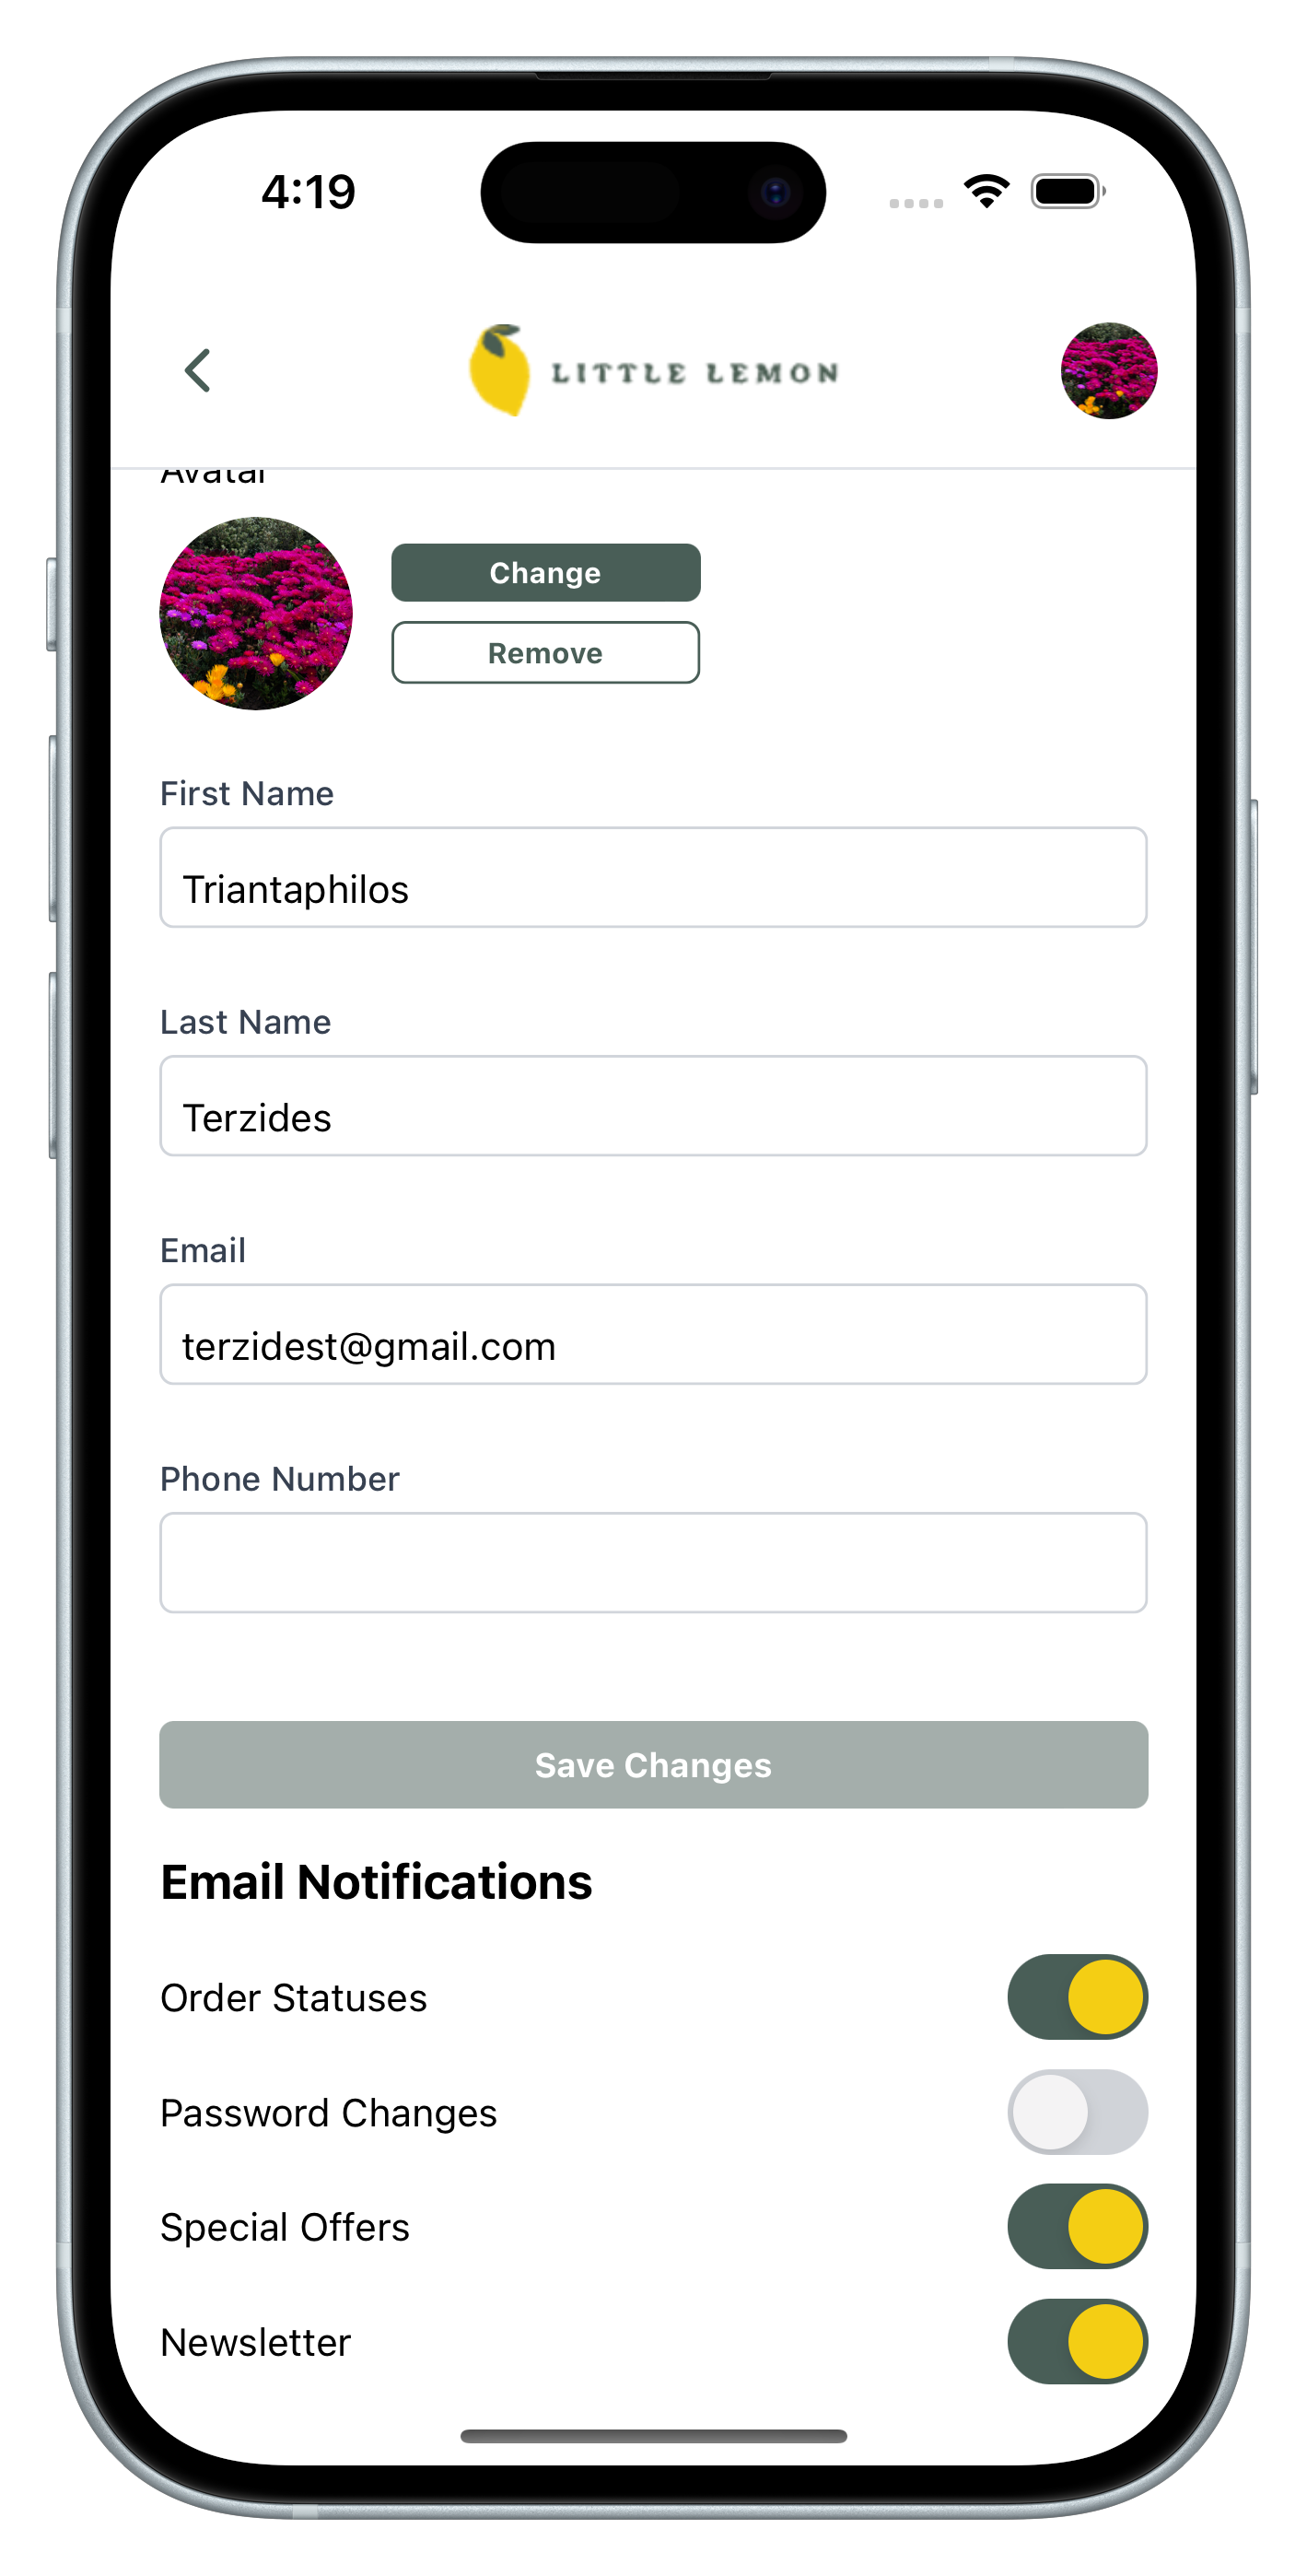 4:19
LITTLE LEMON
Avatar
Change
Remove
First Name
Triantaphilos
Last Name
Terzides
Email
terzidest@gmail.com
Phone Number
Save Changes
Email Notifications
Order Statuses
Password Changes
Special Offers
Newsletter